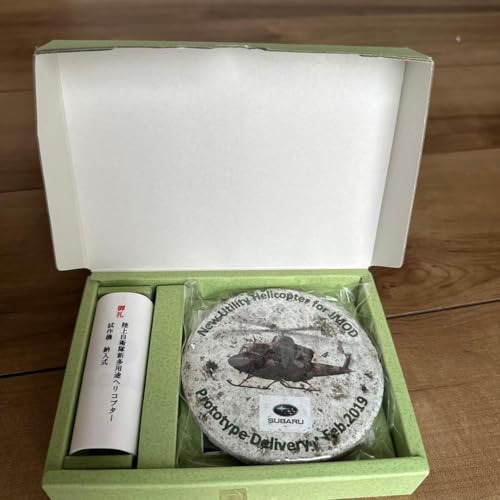 御礼
陸上自衛隊新多用途ヘリコプター
試作機 納入式
New Utility Helicopter for JMOD
SUBARU
Prototype Delivery, Feb.2019